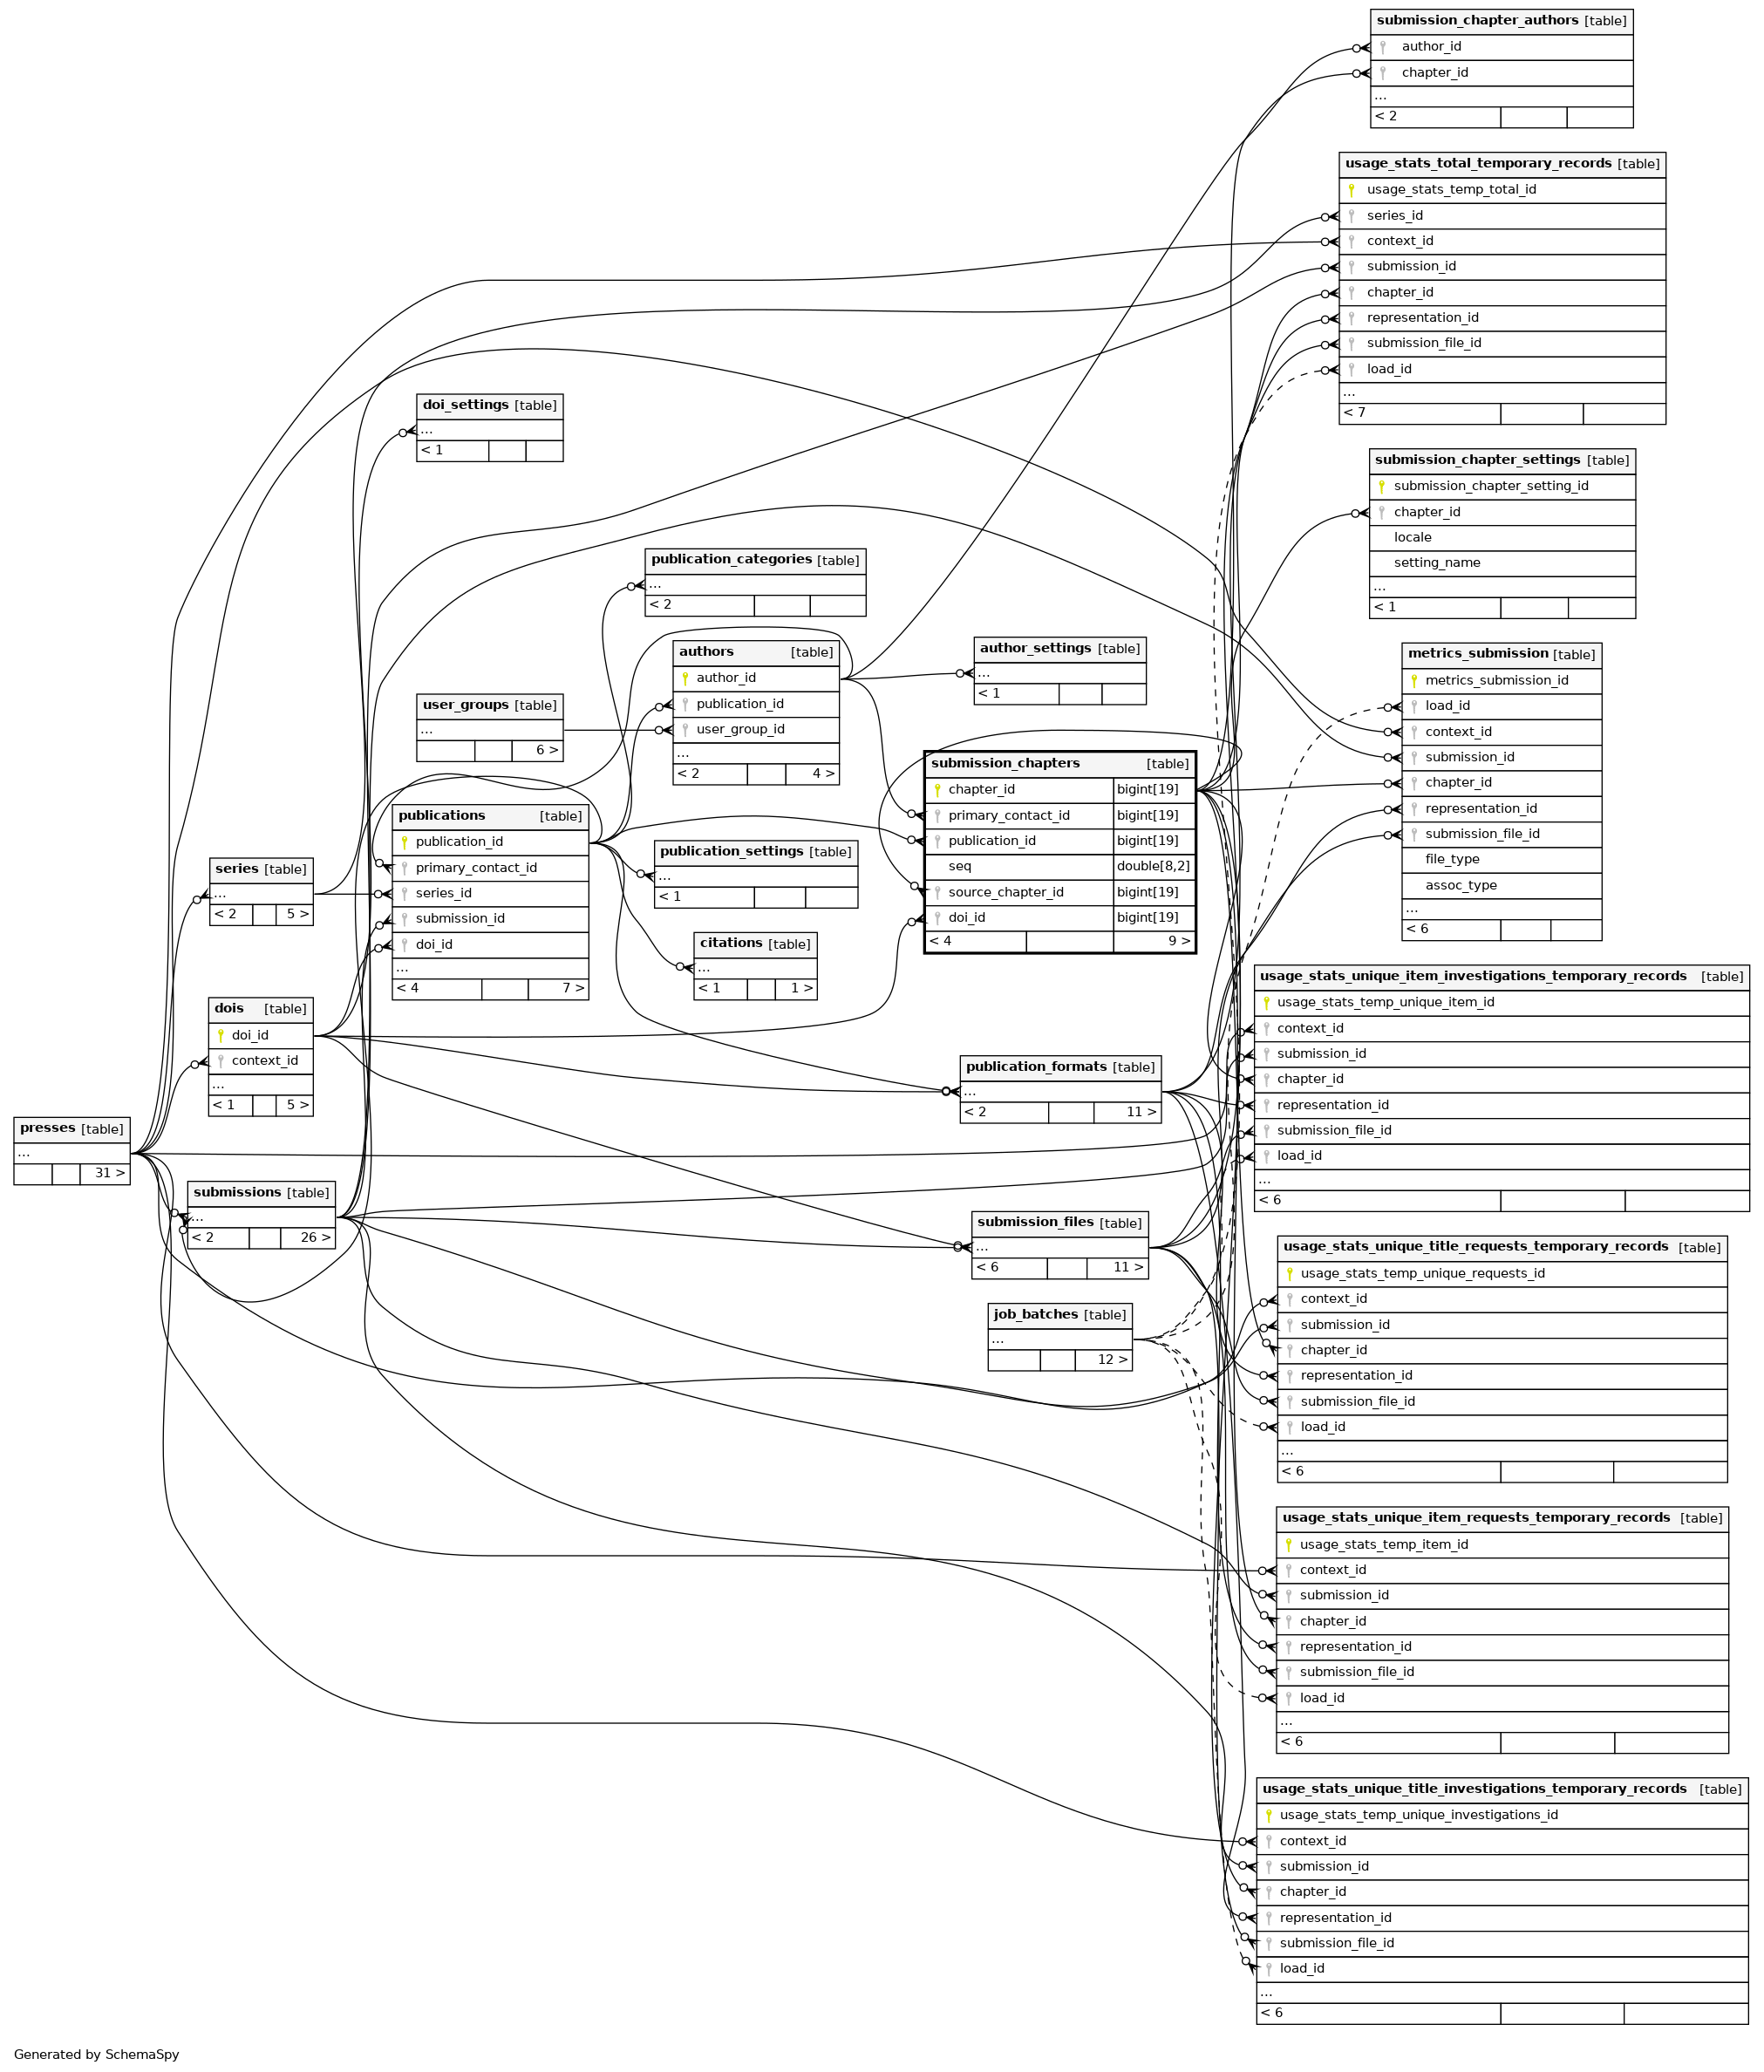 submission_chapter_authors [table]
author_id
chapter_id
...
< 2
usage_stats_total_temporary_records [table]
usage_stats_temp_total_id
series_id
context_id
submission_id
chapter_id
representation_id
submission_file_id
load_id
...
< 7
doi_settings [table]
...
< 1
submission_chapter_settings [table]
submission_chapter_setting_id
chapter_id
locale
setting_name
...
< 1
publication_categories [table]
...
< 2
authors [table]
author_id
publication_id
user_group_id
...
< 2 4 >
author_settings [table]
...
< 1
metrics_submission [table]
metrics_submission_id
load_id
context_id
submission_id
chapter_id
representation_id
submission_file_id
file_type
assoc_type
...
< 6
user_groups [table]
...
6 >
submission_chapters [table]
chapter_id bigint[19]
primary_contact_id bigint[19]
publication_id bigint[19]
seq double[8,2]
source_chapter_id bigint[19]
doi_id bigint[19]
< 4 9 >
publications [table]
publication_id
primary_contact_id
series_id
submission_id
doi_id
...
< 4 7 >
publication_settings [table]
...
< 1
series [table]
...
< 2 5 >
citations [table]
...
< 1 1 >
usage_stats_unique_item_investigations_temporary_records [table]
usage_stats_temp_unique_item_id
context_id
submission_id
chapter_id
representation_id
submission_file_id
load_id
...
< 6
dois [table]
doi_id
context_id
...
< 1 5 >
publication_formats [table]
...
< 2 11 >
presses [table]
...
31 >
submissions [table]
...
< 2 26 >
submission_files [table]
...
< 6 11 >
usage_stats_unique_title_requests_temporary_records [table]
usage_stats_temp_unique_requests_id
context_id
submission_id
chapter_id
representation_id
submission_file_id
load_id
...
< 6
job_batches [table]
...
12 >
usage_stats_unique_item_requests_temporary_records [table]
usage_stats_temp_item_id
context_id
submission_id
chapter_id
representation_id
submission_file_id
load_id
...
< 6
usage_stats_unique_title_investigations_temporary_records [table]
usage_stats_temp_unique_investigations_id
context_id
submission_id
chapter_id
representation_id
submission_file_id
load_id
...
< 6
Generated by SchemaSpy